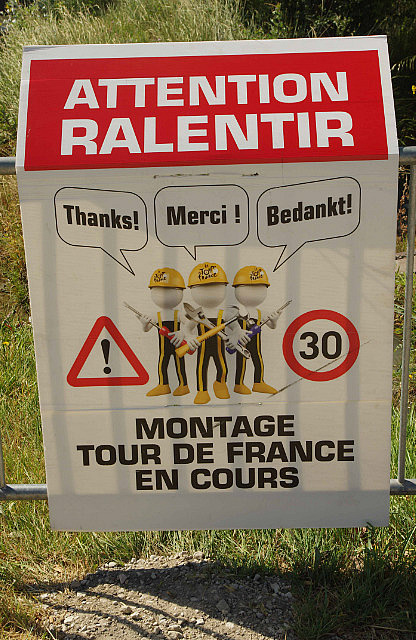 ATTENTION
RALENTIR
Thanks! Merci ! Bedankt!
30
MONTAGE
TOUR DE FRANCE
EN COURS